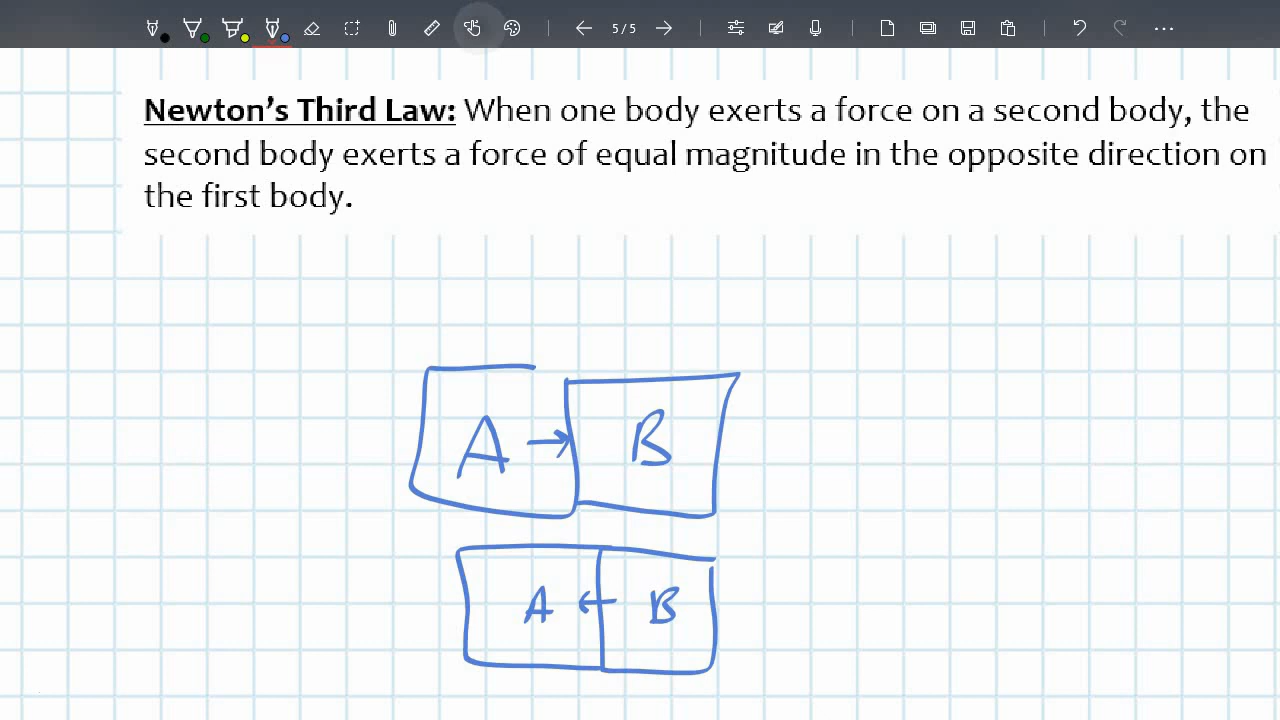 5/5
Newton's Third Law: When one body exerts a force on a second body, the
second body exerts a force of equal magnitude in the opposite direction on
the first body.
A → B
A ← B